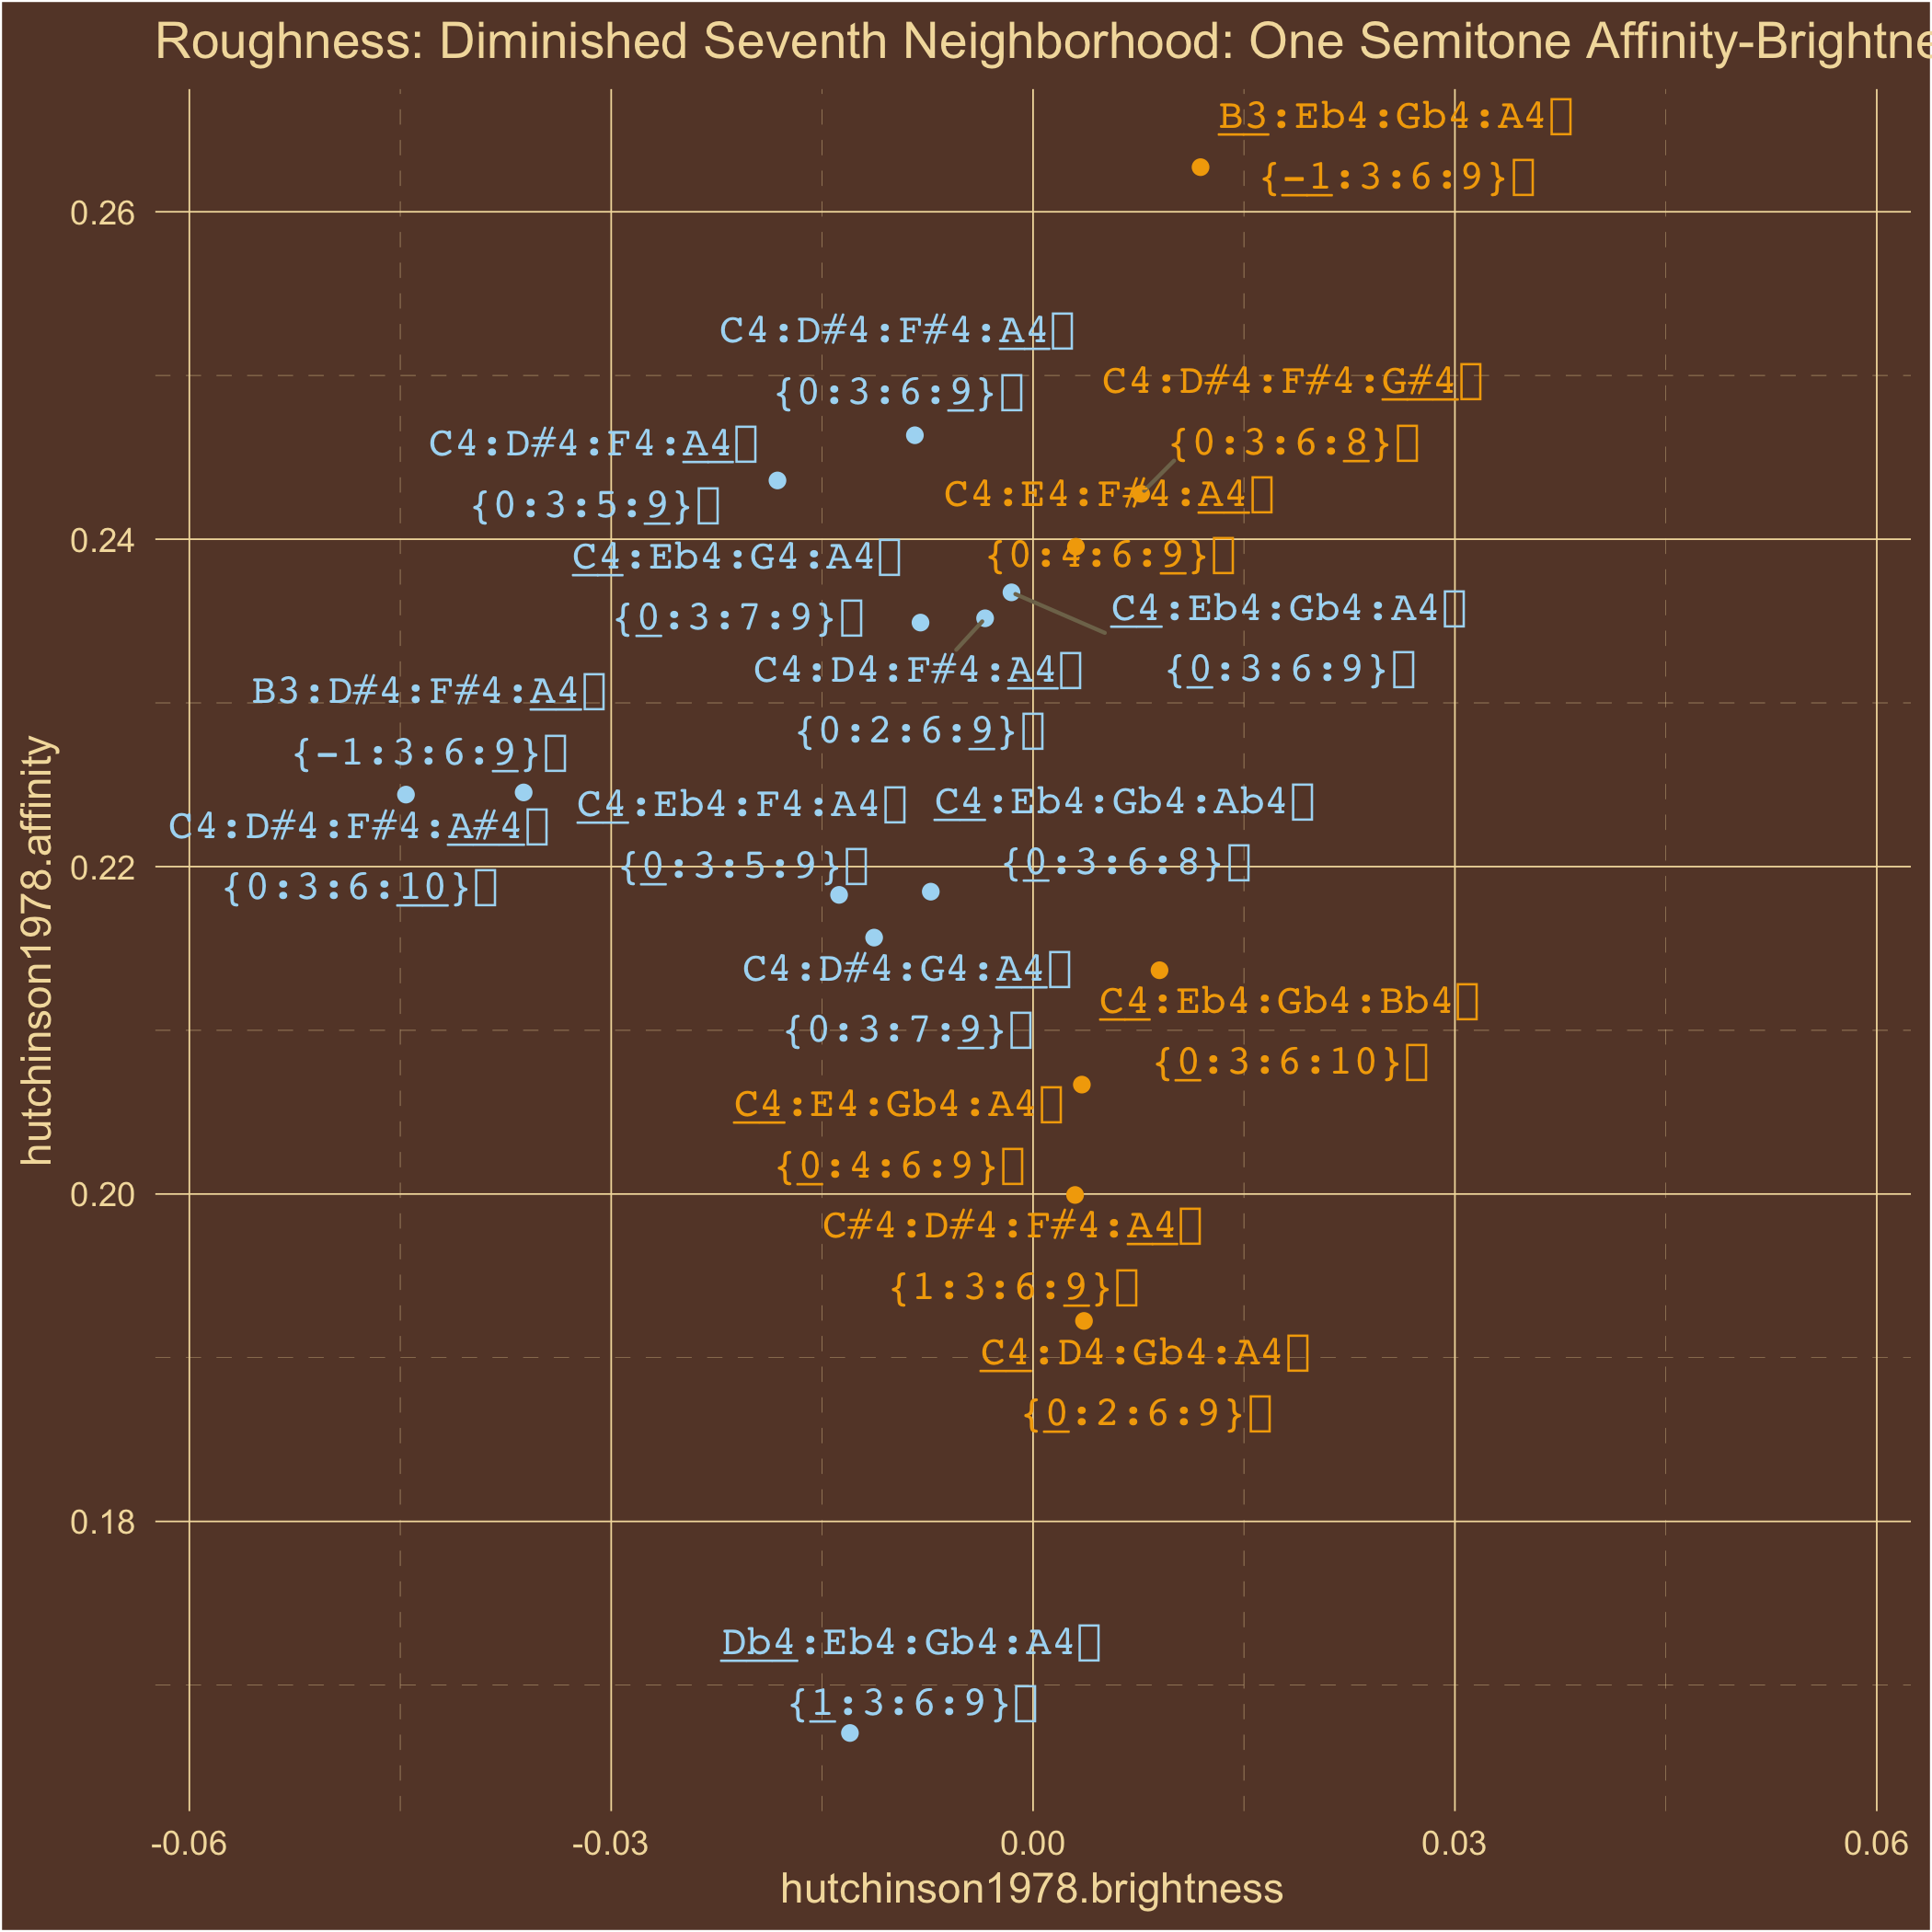 Roughness: Diminished Seventh Neighborhood: One Semitone Affinity-Brightne
B3:Eb4:Gb4:A4
{-1:3:6:9}
0.26
C4:D#4:F#4:A4
{0:3:6:9}
C4:D#4:F#4:G#4
{0:3:6:8}
C4:D#4:F4:A4
{0:3:5:9}
C4:E4:F#4:A4
{0:4:6:9}
0.24
C4:Eb4:G4:A4
{0:3:7:9}
C4:Eb4:Gb4:A4
{0:3:6:9}
C4:D4:F#4:A4
{0:2:6:9}
B3:D#4:F#4:A4
{-1:3:6:9}
C4:D#4:F#4:A#4
{0:3:6:10}
C4:Eb4:F4:A4
{0:3:5:9}
C4:Eb4:Gb4:Ab4
{0:3:6:8}
0.22
C4:D#4:G4:A4
{0:3:7:9}
C4:Eb4:Gb4:Bb4
{0:3:6:10}
C4:E4:Gb4:A4
{0:4:6:9}
0.20
C#4:D#4:F#4:A4
{1:3:6:9}
C4:D4:Gb4:A4
{0:2:6:9}
0.18
Db4:Eb4:Gb4:A4
{1:3:6:9}
hutchinson1978.affinity
-0.06
-0.03
0.00
0.03
0.06
hutchinson1978.brightness